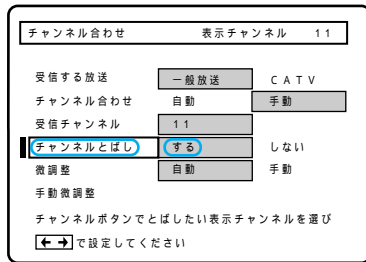 チャンネル合わせ 表示チャンネル 11
受信する放送 一般放送 CATV
チャンネル合わせ 自動 手動
受信チャンネル 11
チャンネルとばし する しない
微調整 自動 手動
手動微調整
チャンネルボタンでとばしたい表示チャンネルを選び
←→で設定してください